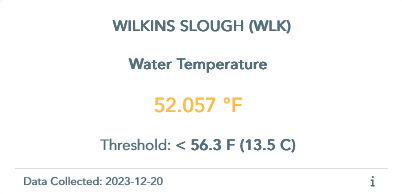 WILKINS SLOUGH (WLK)
Water Temperature
52.057 °F
Threshold: < 56.3 F (13.5 C)
Data Collected: 2023-12-20 i